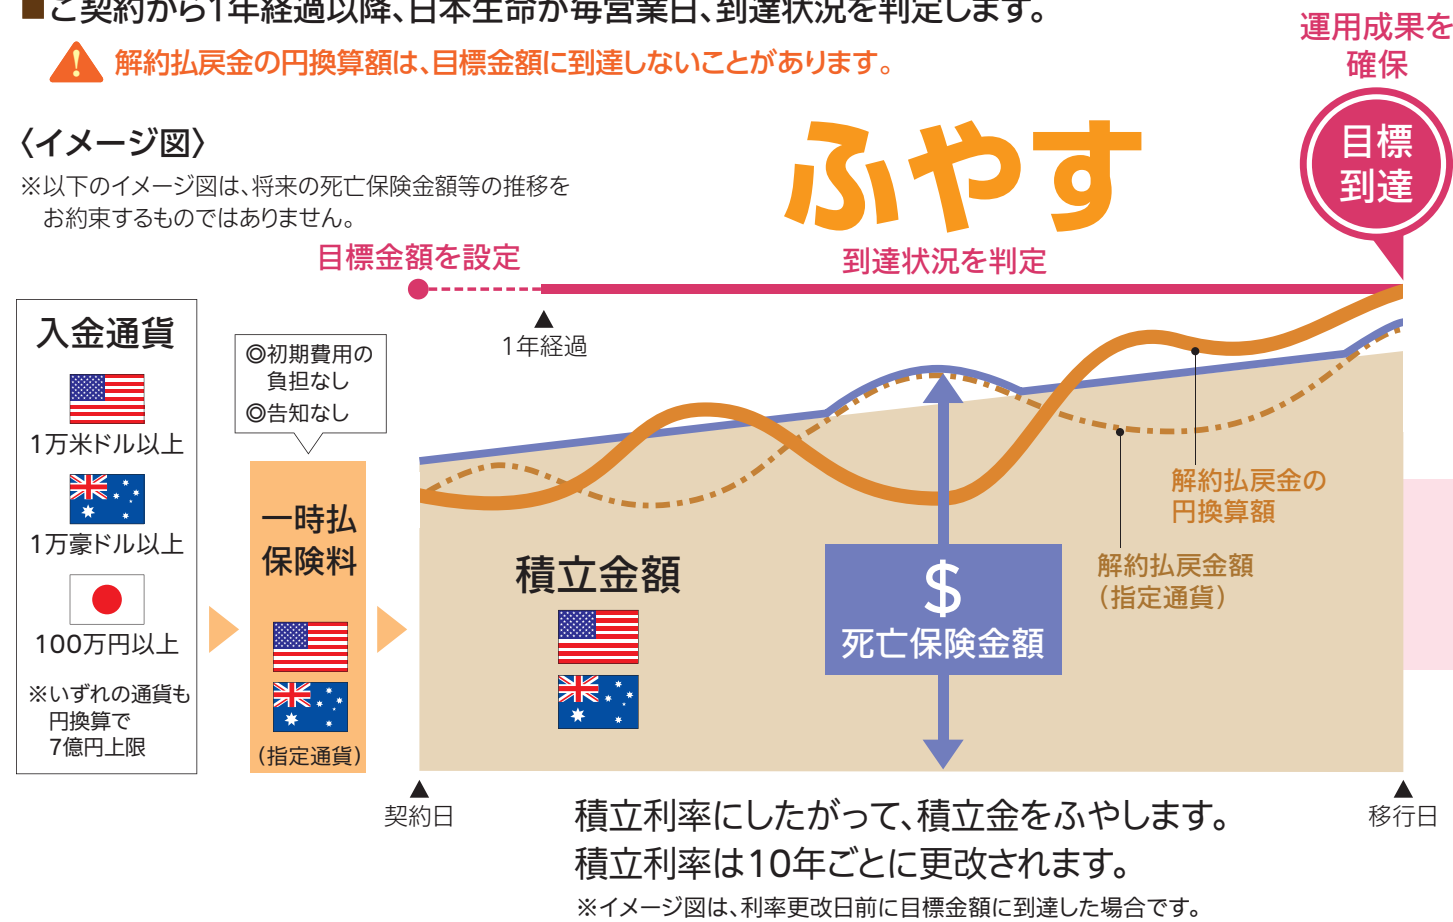 ■ご契約から1年経過以降、日本生命が毎営業日、到達状況を判定します。
解約払戻金の円換算額は、目標金額に到達しないことがあります。
運用成果を
確保
目標
到達
〈イメージ図〉
※以下のイメージ図は、将来の死亡保険金額等の推移を
お約束するものではありません。
ふやす
目標金額を設定
到達状況を判定
▲
1年経過
入金通貨
1万米ドル以上
1万豪ドル以上
100万円以上
※いずれの通貨も
円換算で
7億円上限
◎初期費用の
負担なし
◎告知なし
一時払
保険料
(指定通貨)
積立金額
$
死亡保険金額
解約払戻金の
円換算額
解約払戻金額
(指定通貨)
▲
契約日
▲
移行日
積立利率にしたがって、積立金をふやします。
積立利率は10年ごとに更改されます。
※イメージ図は、利率更改日前に目標金額に到達した場合です。